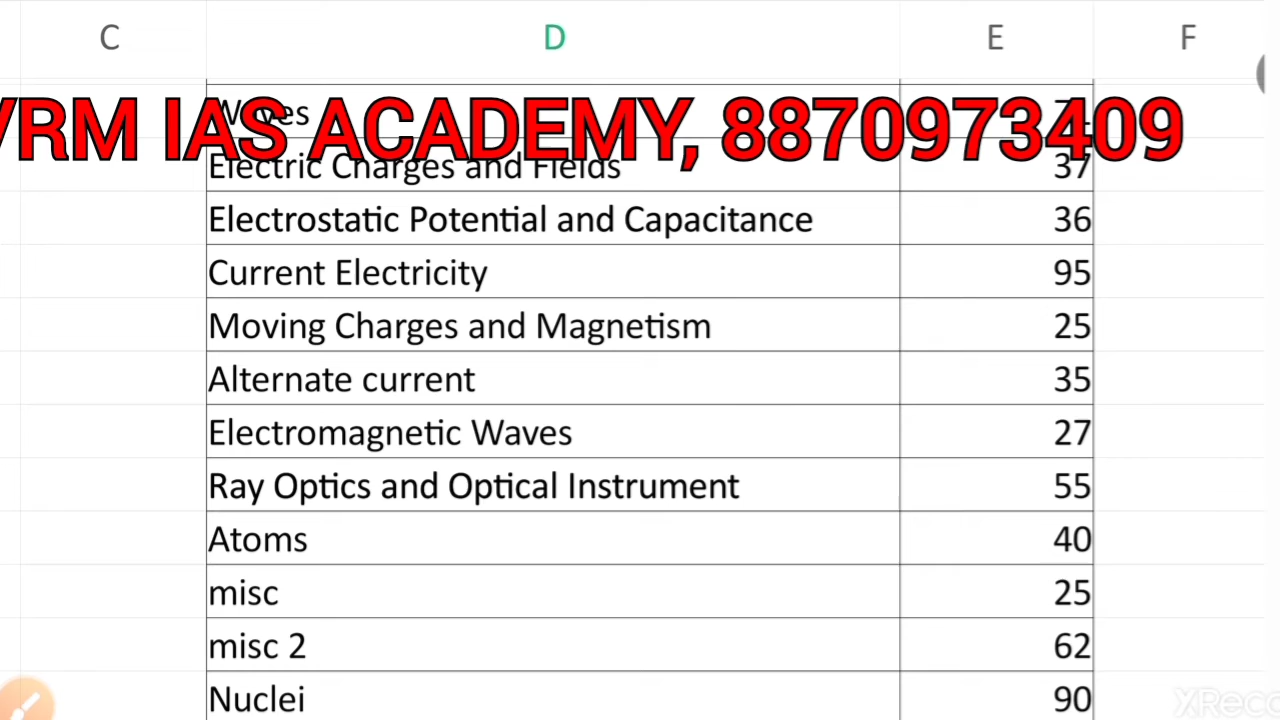 C D E F
Waves
VRM IAS ACADEMY, 8870973409
Electric Charges and Fields 37
Electrostatic Potential and Capacitance 36
Current Electricity 95
Moving Charges and Magnetism 25
Alternate current 35
Electromagnetic Waves 27
Ray Optics and Optical Instrument 55
Atoms 40
misc 25
misc 2 62
Nuclei 90